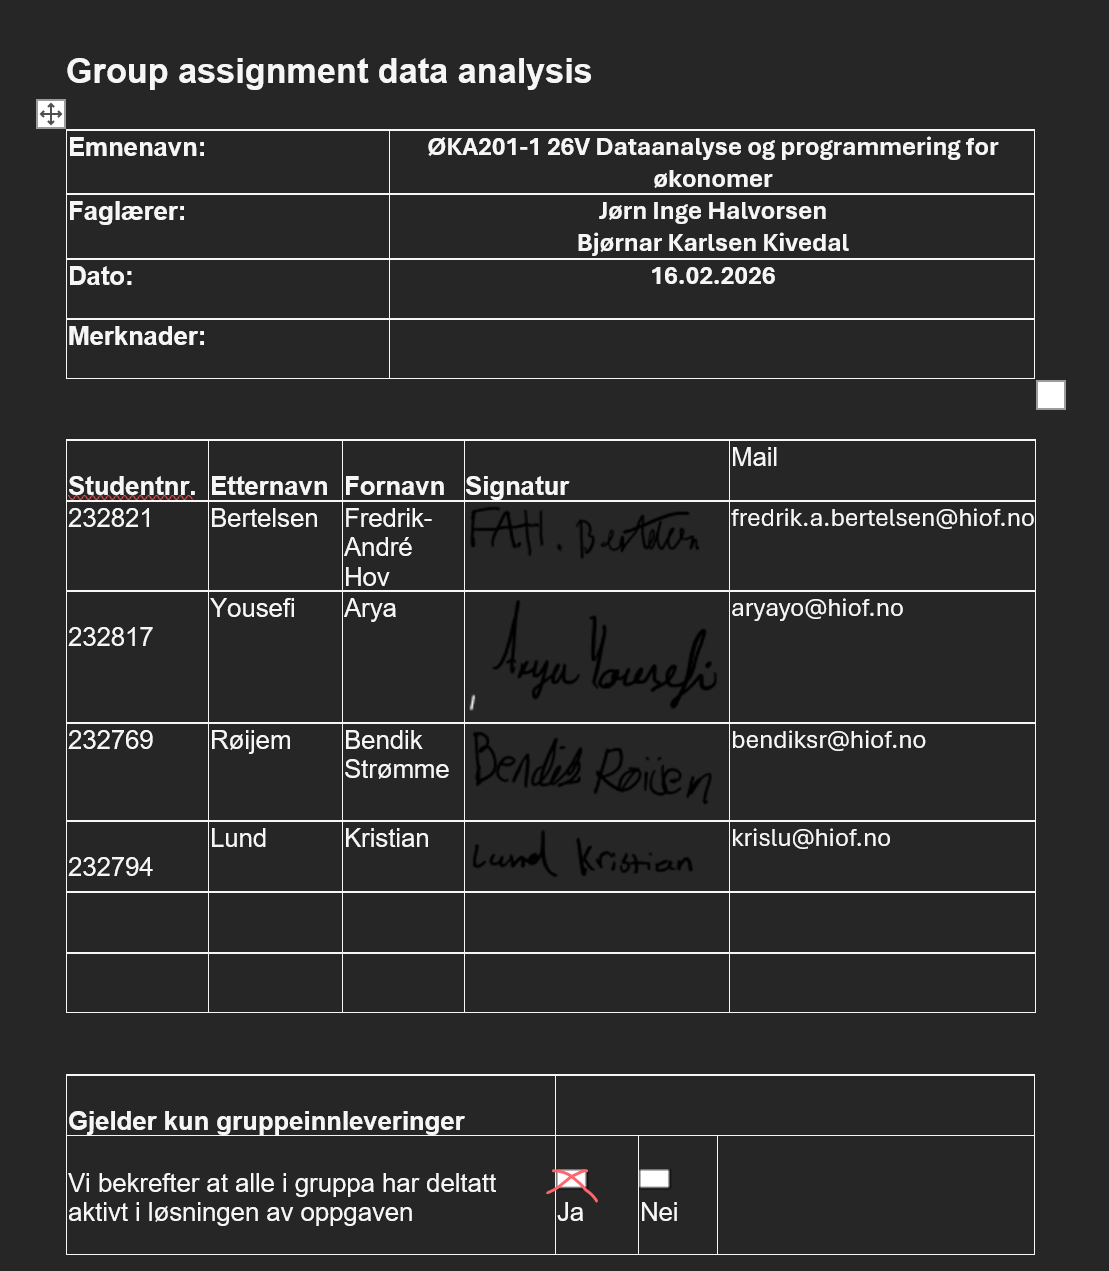 Group assignment data analysis
Emnenavn:
ØKA201-1 26V Dataanalyse og programmering for
økonomer
Faglærer:
Jørn Inge Halvorsen
Bjørnar Karlsen Kivedal
Dato:
16.02.2026
Merknader:
Studentnr. Etternavn Fornavn Signatur Mail
232821 Bertelsen Fredrik- FAH. Bertelsen fredrik.a.bertelsen@hiof.no
André
Hov
232817 Yousefi Arya Arya Yousefi aryayo@hiof.no
232769 Røijem Bendik Bendik Røijem bendiksr@hiof.no
Strømme
232794 Lund Kristian Lund Kristian krislu@hiof.no
Gjelder kun gruppeinnleveringer
Vi bekrefter at alle i gruppa har deltatt
aktivt i løsningen av oppgaven
Ja Nei